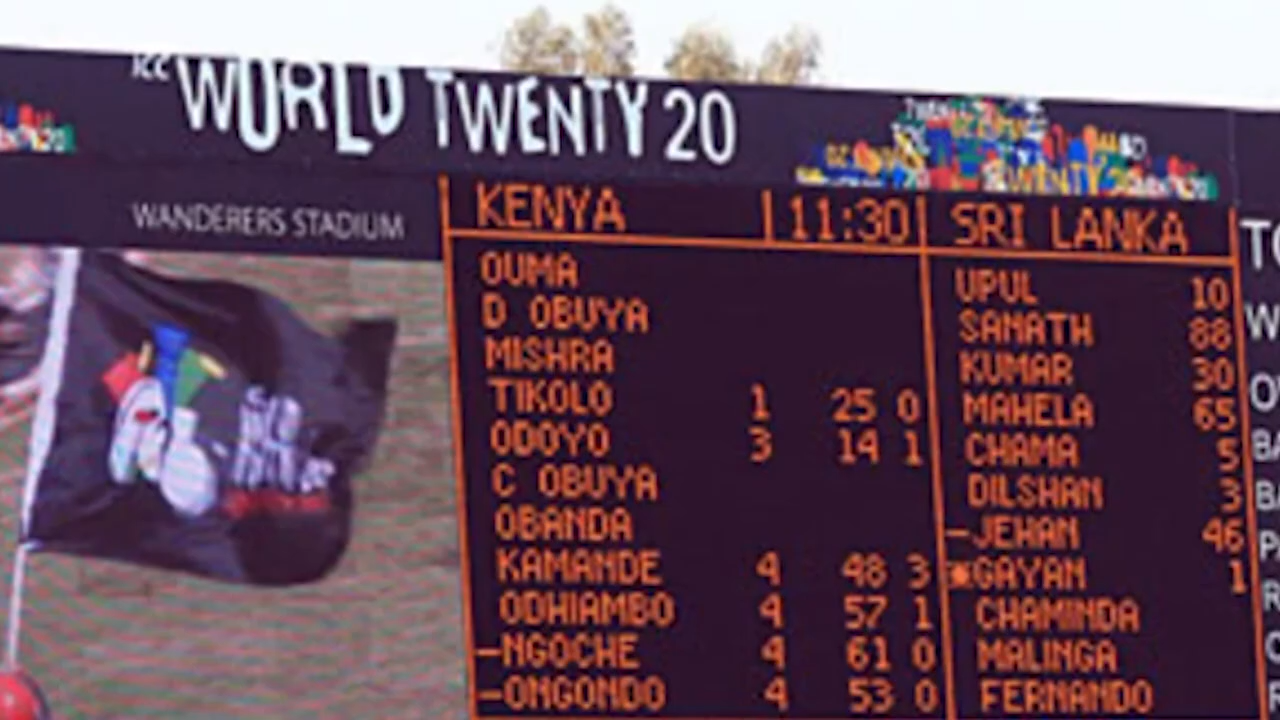 ICC WORLD TWENTY 20
WANDERERS STADIUM
KENYA 11:30 SRI LANKA
OUMA
D OBUYA
MISHRA
TIKOLO 1 25 0
ODOYO 3 14 1
C OBUYA
OBANDA
KAMANDE 4 48 3
ODHIAMBO 4 57 1
-NGOCHE 4 61 0
-ONGONDO 4 53 0
UPUL 10
SANATH 88
KUMAR 30
MAHELA 65
CHAMA 5
DILSHAN 3
-JEHAN 46
GAYAN 1
CHAMINDA
MALINGA
FERNANDO